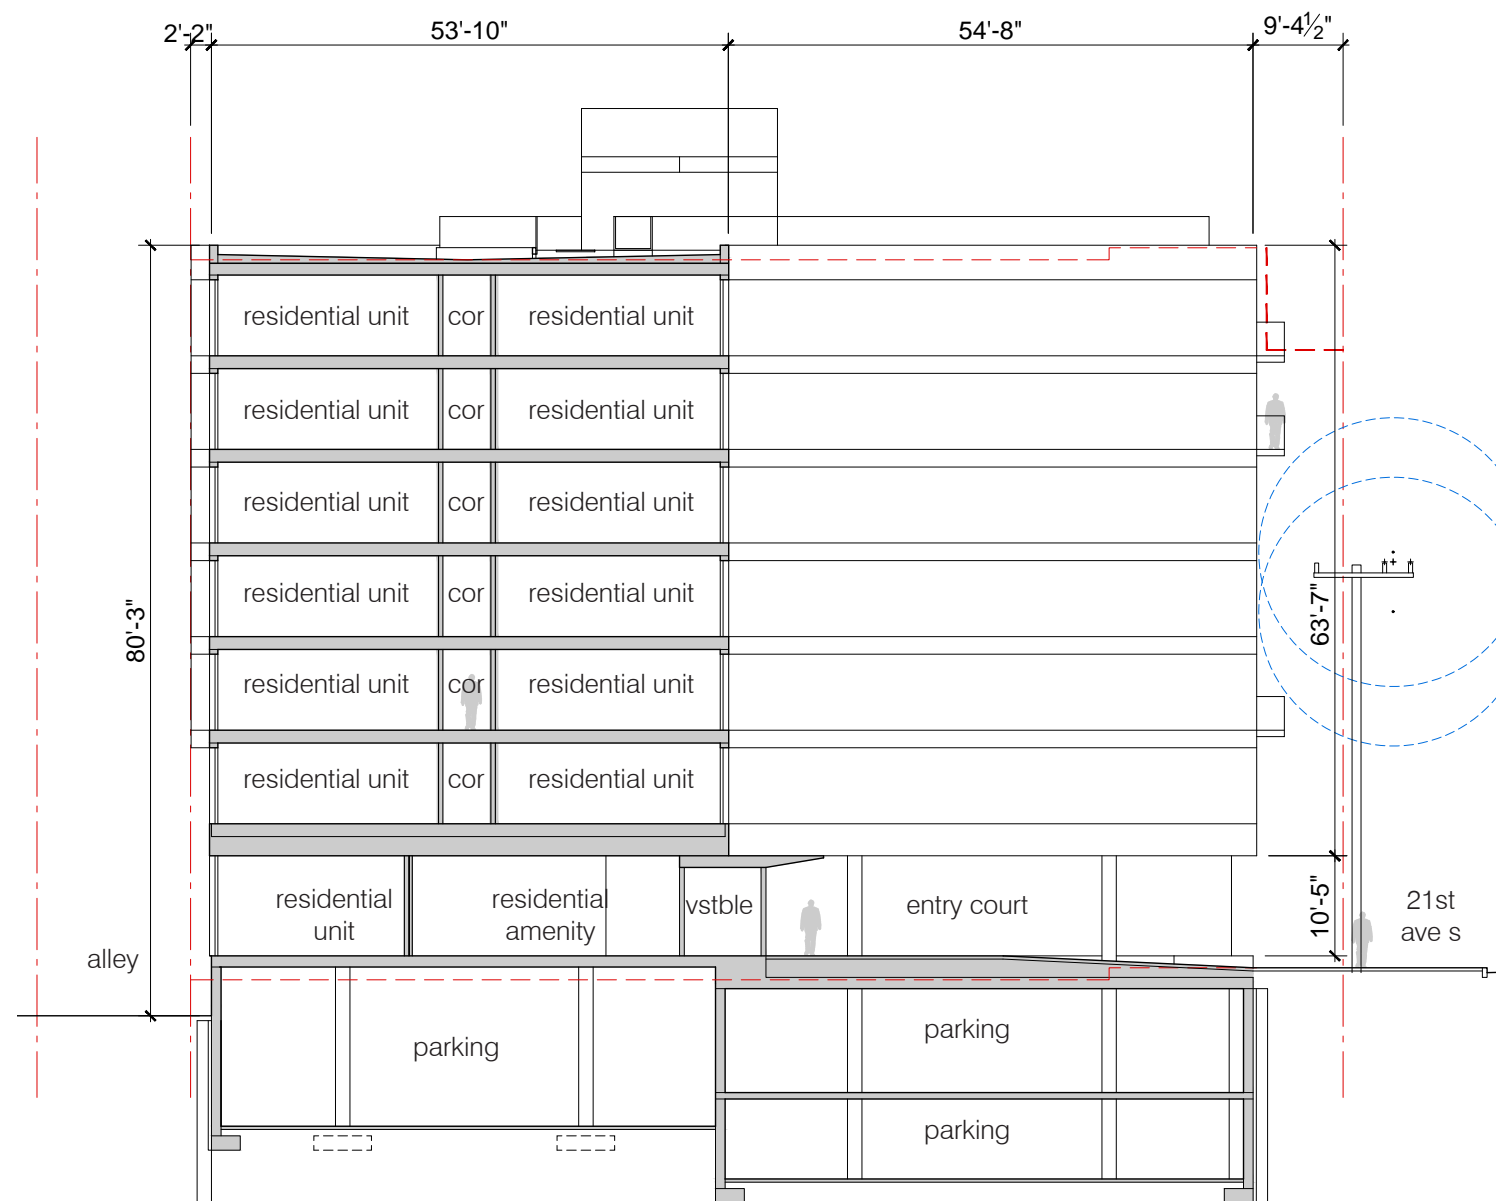 2'-2" 53'-10" 54'-8" 9'-4½"
residential unit cor residential unit
residential unit cor residential unit
residential unit cor residential unit
residential unit cor residential unit
80'-3"
63'-7"
residential unit cor residential unit
residential unit cor residential unit
residential
unit
residential
amenity
vstble
entry court
10'-5"
21st
ave s
alley
parking
parking
parking